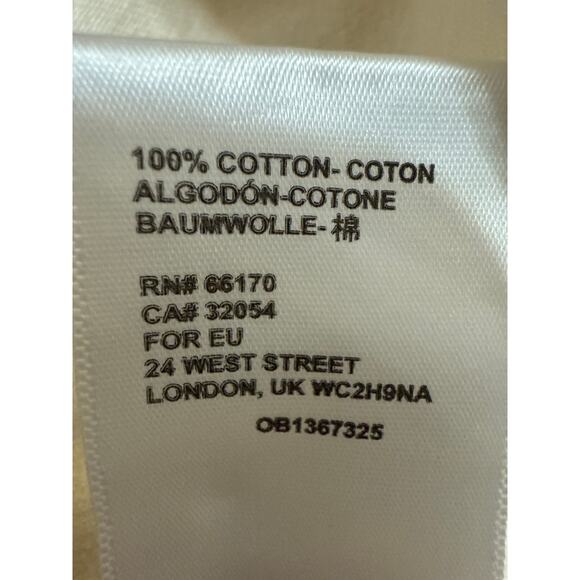 100% COTTON- COTON
ALGODÓN-COTONE
BAUMWOLLE- 棉
RN# 66170
CA# 32054
FOR EU
24 WEST STREET
LONDON, UK WC2H9NA
OB1367325